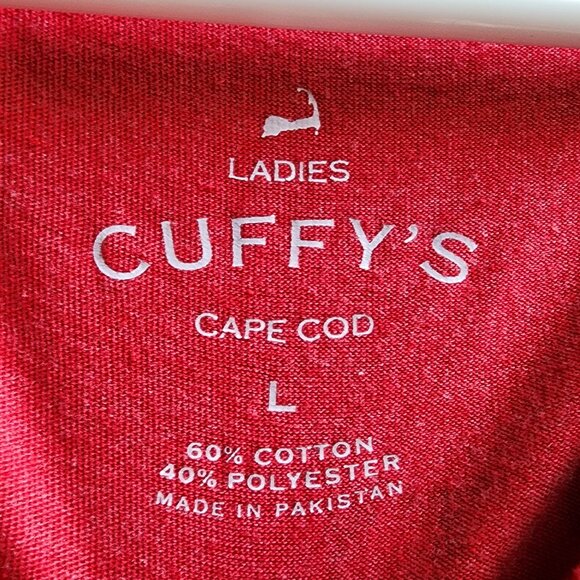 LADIES
CUFFY'S
CAPE COD
L
60% COTTON
40% POLYESTER
MADE IN PAKISTAN